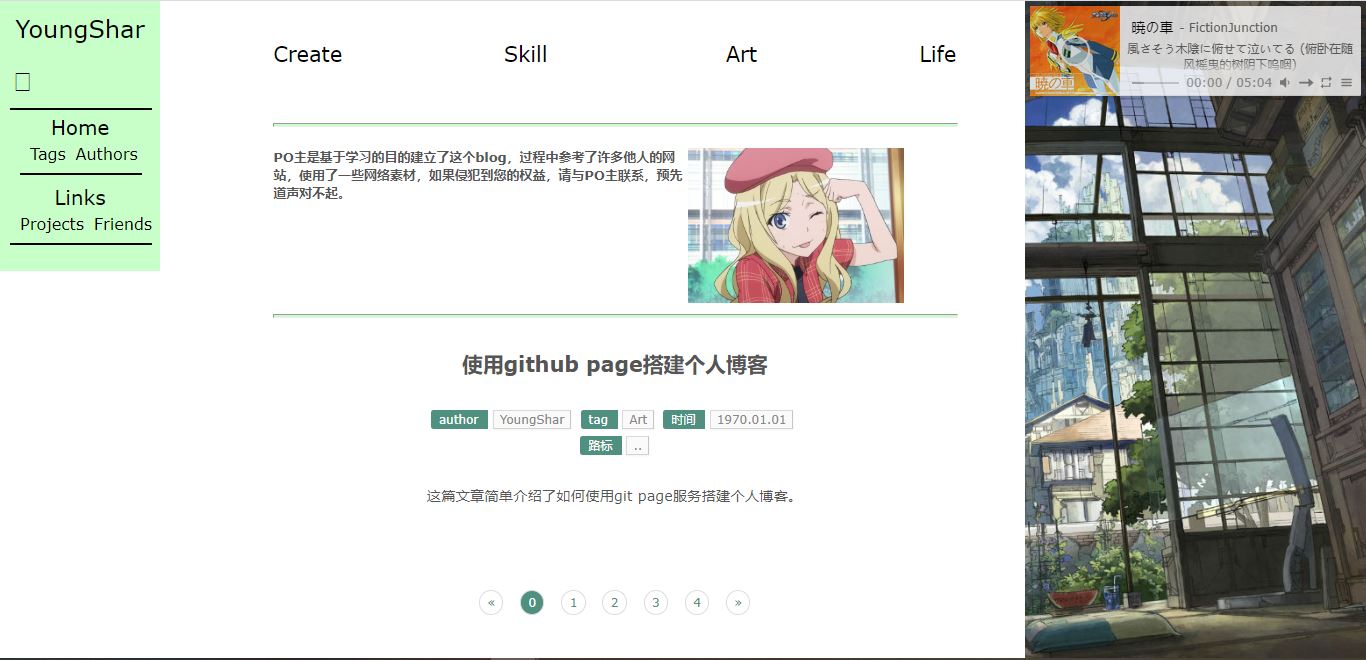 YoungShar
Home
Tags Authors
Links
Projects Friends
Create Skill Art Life
PO主是基于学习的目的建立了这个blog，过程中参考了许多他人的网
站，使用了一些网络素材，如果侵犯到您的权益，请与PO主联系，预先
道声对不起。
使用github page搭建个人博客
author YoungShar tag Art 时间 1970.01.01
路标 ..
这篇文章简单介绍了如何使用git page服务搭建个人博客。
« 0 1 2 3 4 »
暁の車 - FictionJunction
風さそう木陰に俯せて泣いてる (俯卧在随
风摇曳的树阴下呜咽)
00:00 / 05:04
暁の車